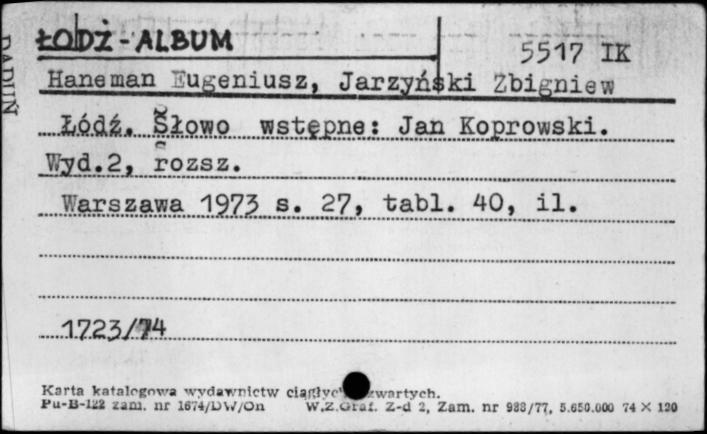 ŁODŹ-ALBUM
5517 IK
Haneman Eugeniusz, Jarzyński Zbigniew
Łódź. Słowo wstępne: Jan Koprowski.
Wyd.2, rozsz.
Warszawa 1973 s. 27, tabl. 40, il.
1723/74
Karta katalogowa wydawnictw zwartych.
Pu-B-122 zam. nr 1674/DW/On W.Z.Graf. Z-d 2, Zam. nr 988/77, 5.650.000 74 × 120